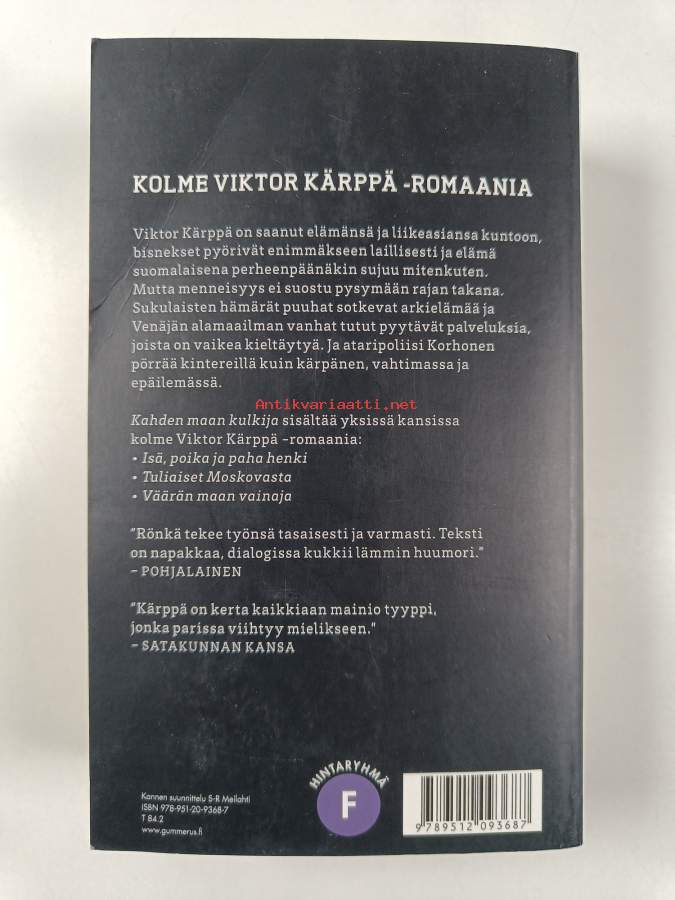 KOLME VIKTOR KÄRPPÄ -ROMAANIA
Viktor Kärppä on saanut elämänsä ja liikeasiansa kuntoon,
bisnekset pyörivät enimmäkseen laillisesti ja elämä
suomalaisena perheenpäänäkin sujuu mitenkuten.
Mutta menneisyys ei suostu pysymään rajan takana.
Sukulaisten hämärät puuhat sotkevat arkielämää ja
Venäjän alamaailman vanhat tutut pyytävät palveluksia,
joista on vaikea kieltäytyä. Ja ataripoliisi Korhonen
pörrää kintereillä kuin kärpänen, vahtimassa ja
epäilemässä.
Antikvariaatti.net
Kahden maan kulkija sisältää yksissä kansissa
kolme Viktor Kärppä -romaania:
• Isä, poika ja paha henki
• Tuliaiset Moskovasta
• Väärän maan vainaja
"Rönkä tekee työnsä tasaisesti ja varmasti. Teksti
on napakkaa, dialogissa kukkii lämmin huumori."
– POHJALAINEN
"Kärppä on kerta kaikkiaan mainio tyyppi,
jonka parissa viihtyy mielikseen."
– SATAKUNNAN KANSA
Kannen suunnittelu S-R Meilahti
ISBN 978-951-20-9368-7
T 84.2
www.gummerus.fi
HINTARYHMÄ
F
9 789512 093687